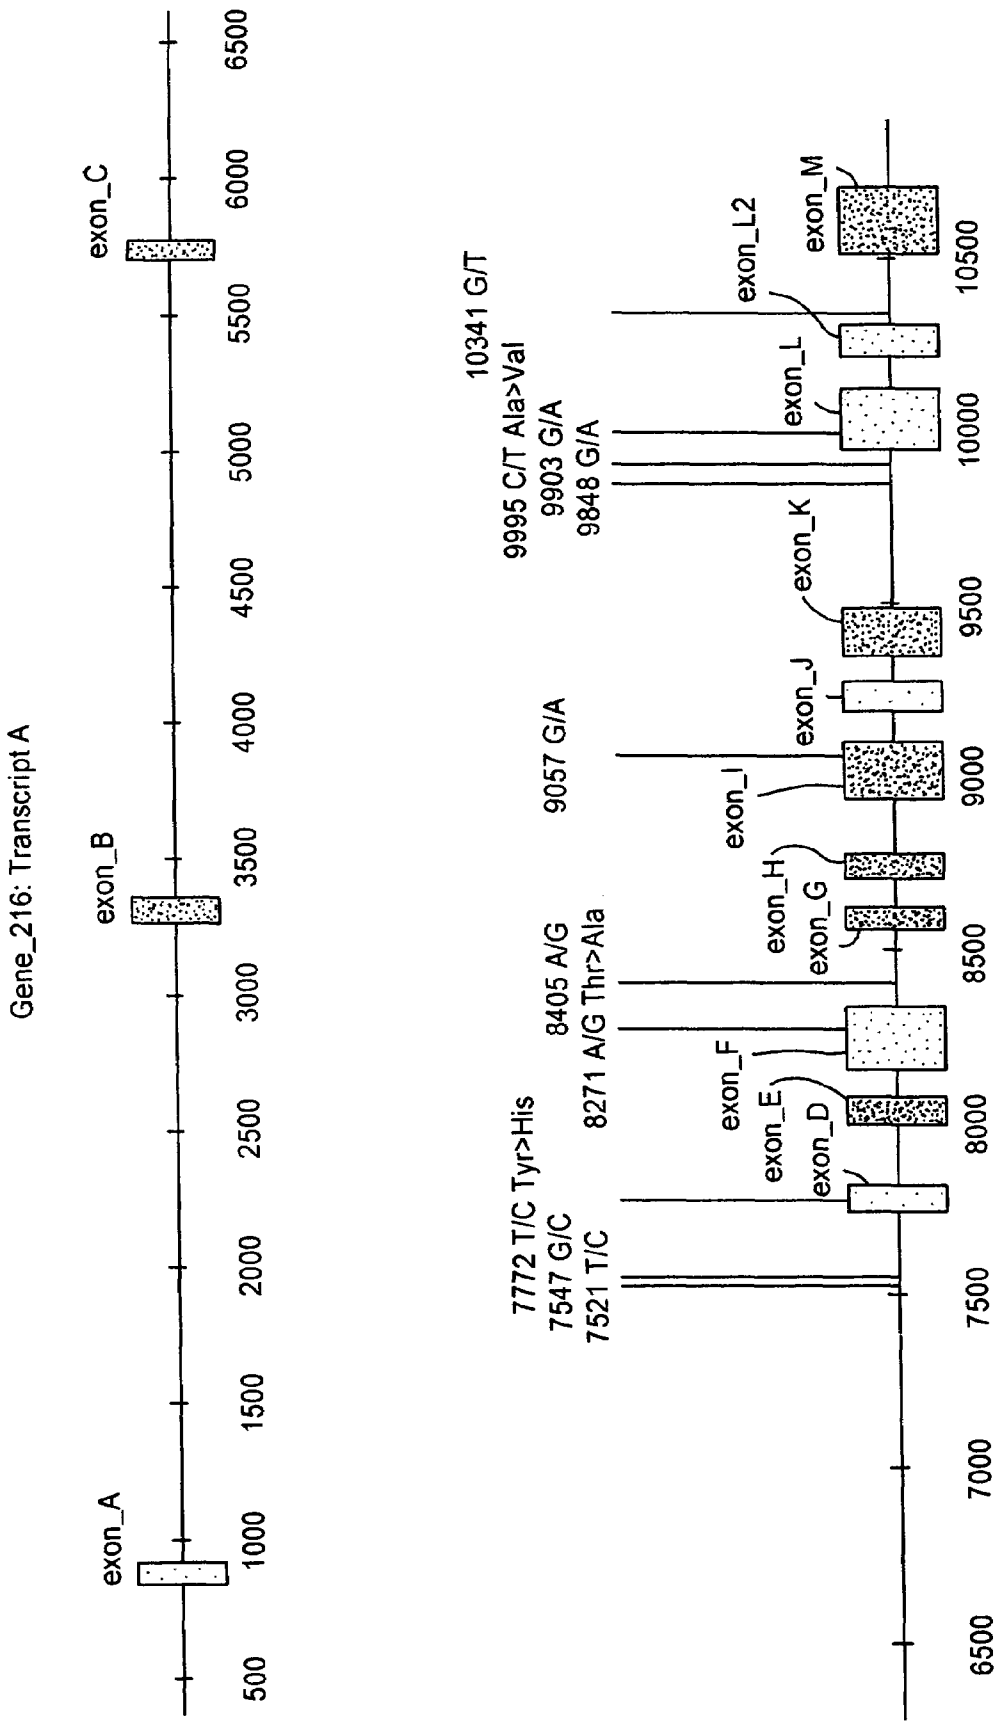 Gene_216: Transcript A
exon_A
exon_B
exon_C
500
1000
1500
2000
2500
3000
3500
4000
4500
5000
5500
6000
6500
7772 T/C Tyr>His
7547 G/C
7521 T/C
8405 A/G
8271 A/G Thr>Ala
9057 G/A
10341 G/T
9995 C/T Ala>Val
9903 G/A
9848 G/A
exon_D
exon_E
exon_F
exon_G
exon_H
exon_I
exon_J
exon_K
exon_L
exon_L2
exon_M
6500
7000
7500
8000
8500
9000
9500
10000
10500